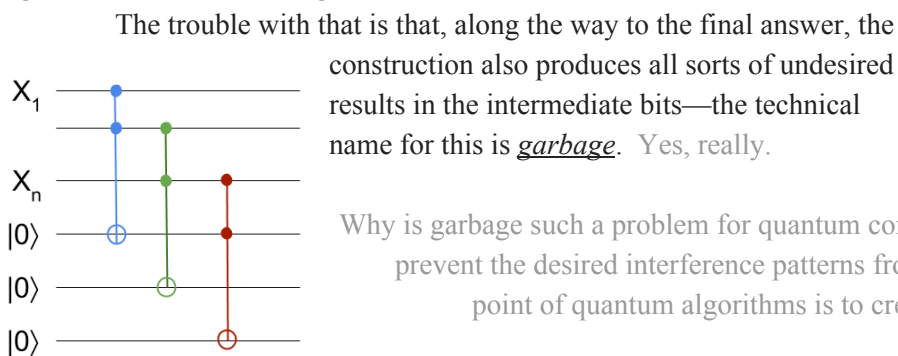 The trouble with that is that, along the way to the final answer, the
construction also produces all sorts of undesired
results in the intermediate bits—the technical
name for this is garbage. Yes, really.
X₁
Xₙ
|0⟩
|0⟩
|0⟩
Why is garbage such a problem for quantum
prevent the desired interference patterns
point of quantum algorithms is to